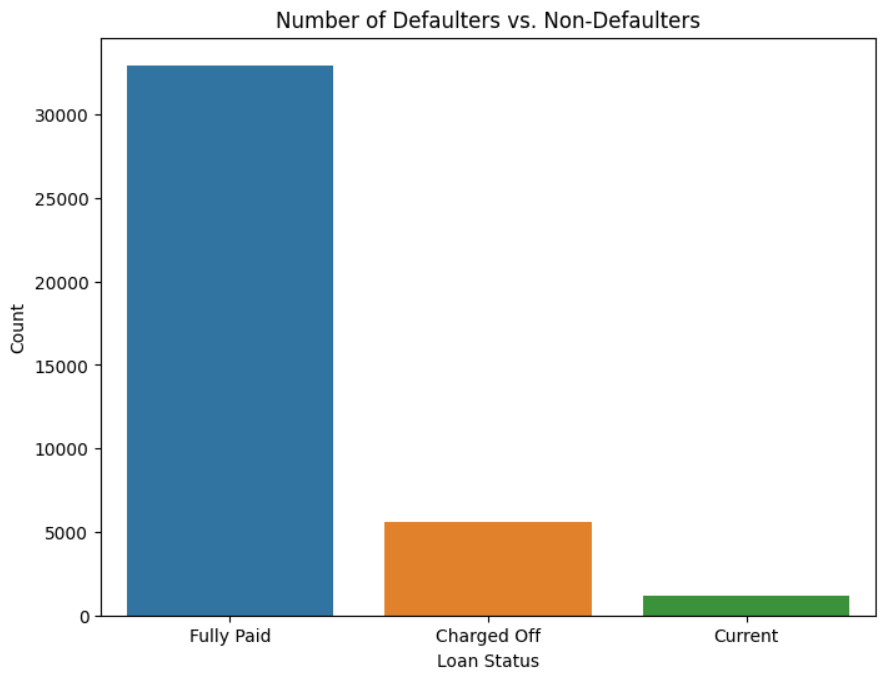 Number of Defaulters vs. Non-Defaulters
30000
25000
20000
15000
10000
5000
0
Count
Fully Paid
Charged Off
Current
Loan Status